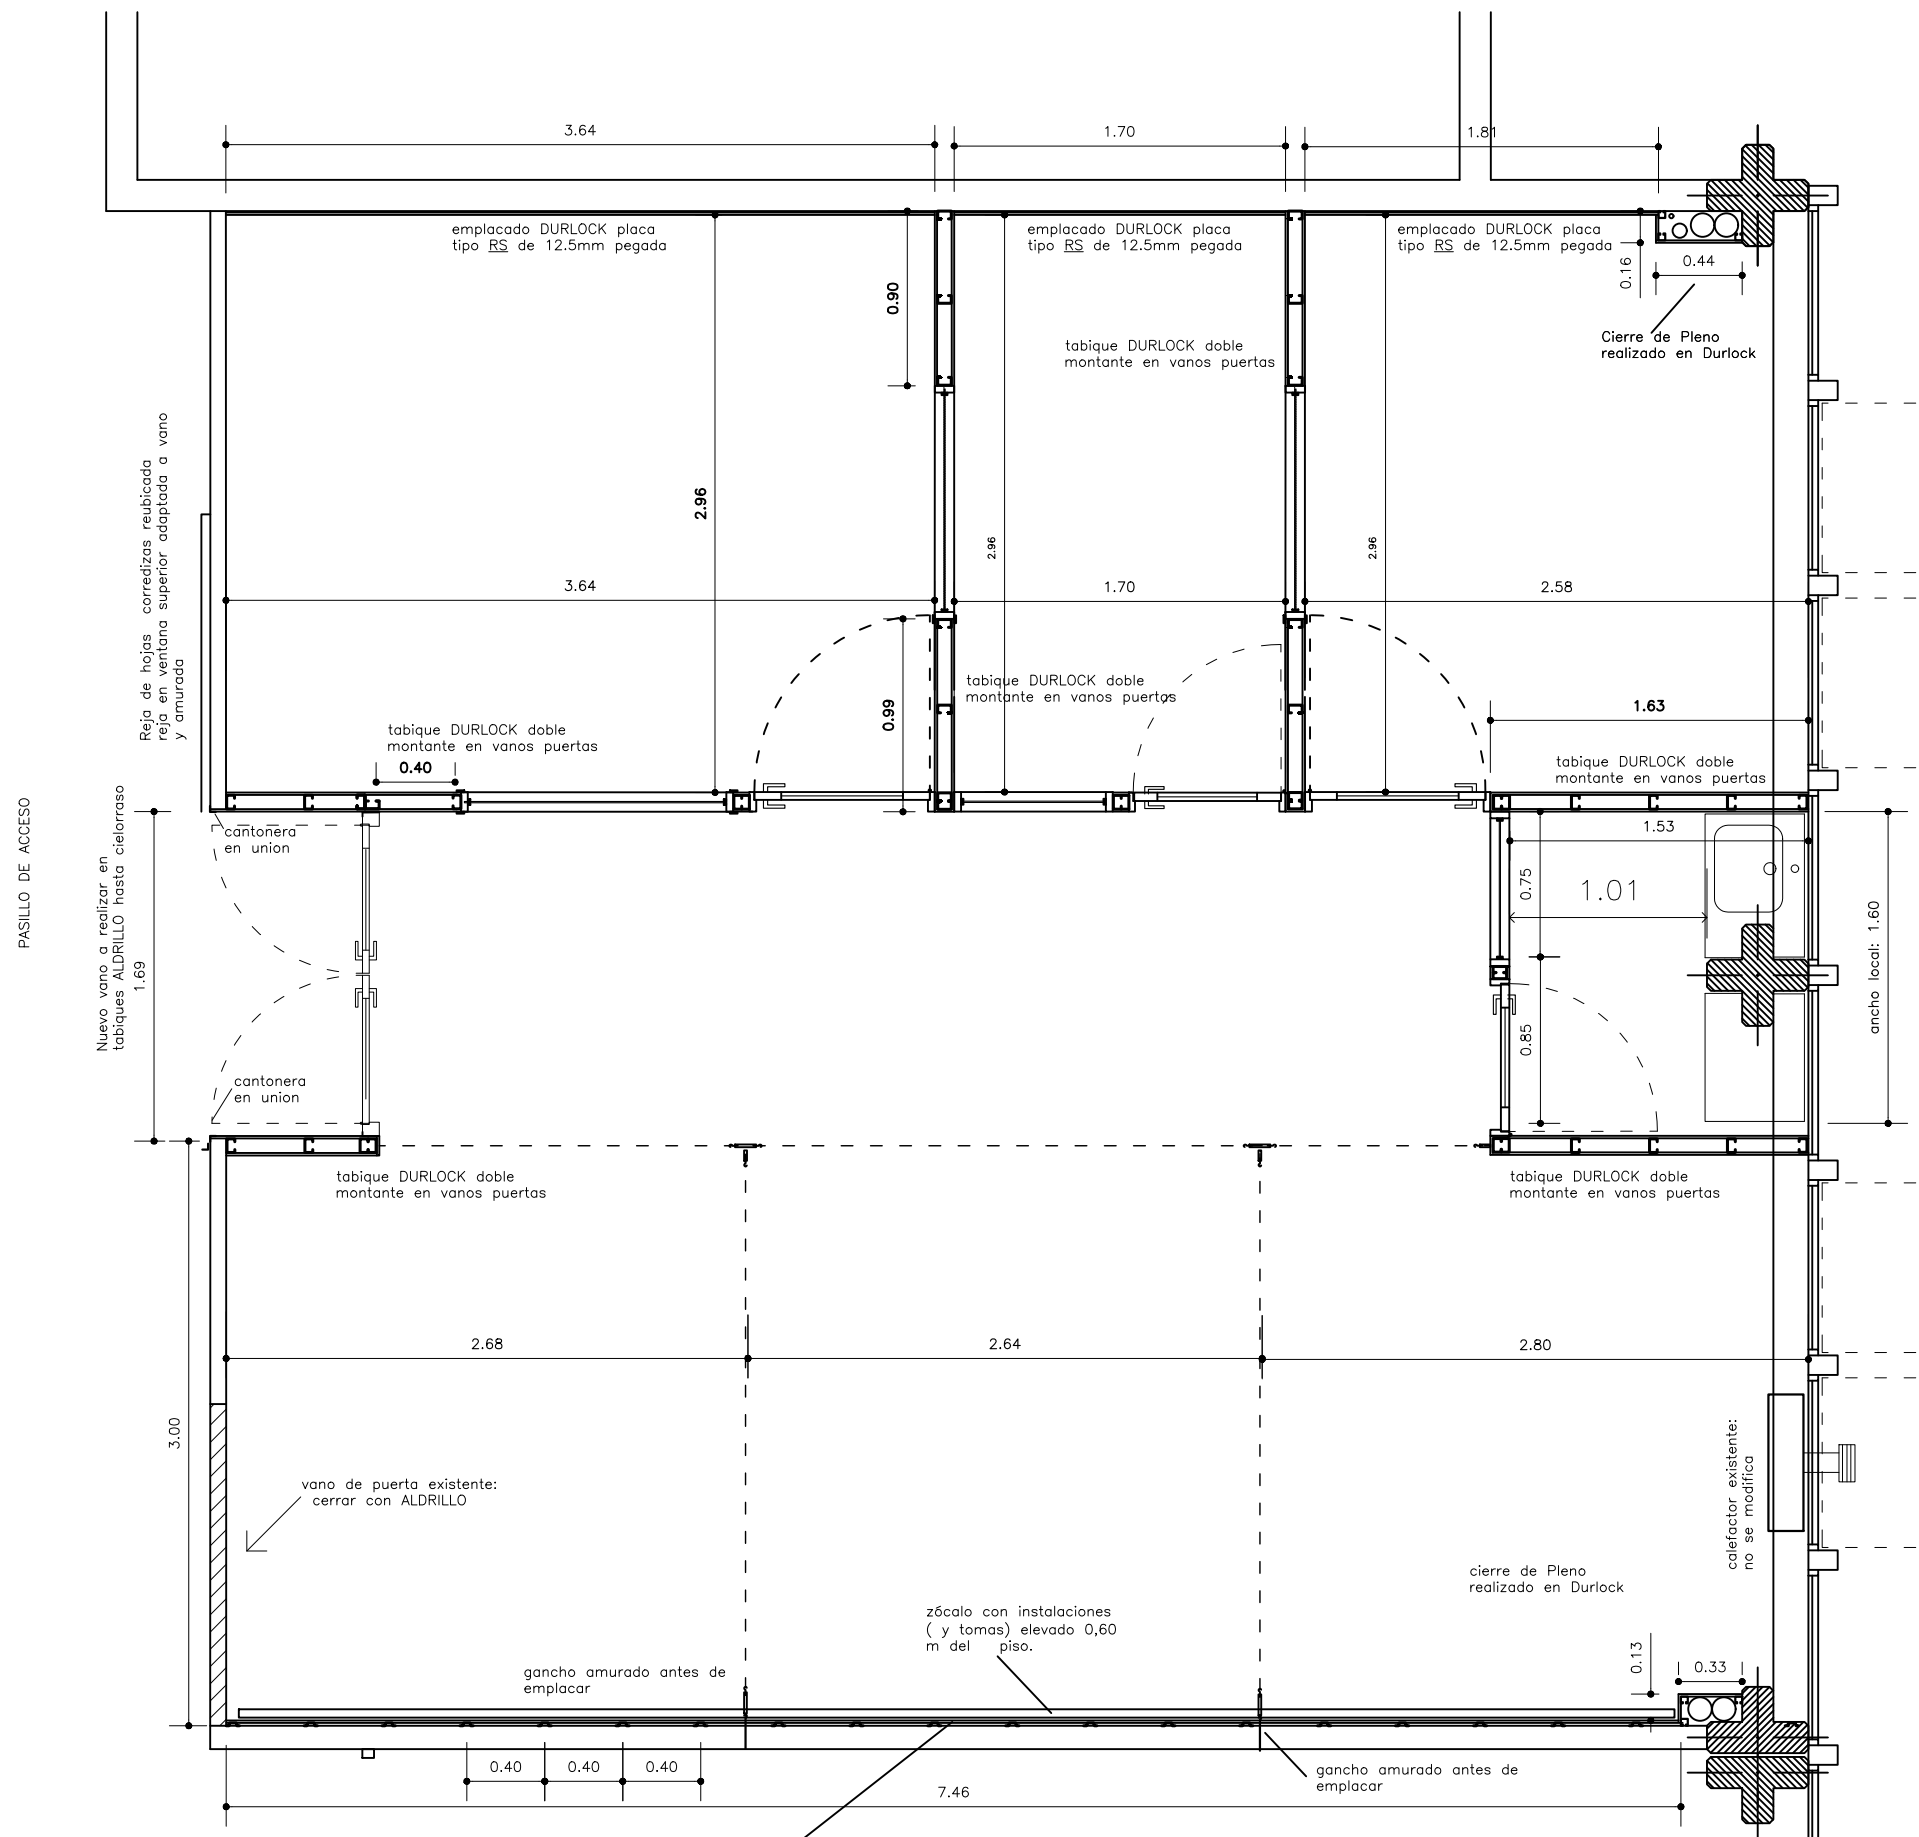 3.64
1.70
1.81
emplacado DURLOCK placa
tipo RS de 12.5mm pegada
emplacado DURLOCK placa
tipo RS de 12.5mm pegada
emplacado DURLOCK placa
tipo RS de 12.5mm pegada
0.16
0.44
0.90
Cierre de Pleno
realizado en Durlock
tabique DURLOCK doble
montante en vanos puertas
2.96
2.96
2.96
3.64
1.70
2.58
Reja de hojas corredizas reubicada
reja en ventana superior adaptada a vano
y amurada
tabique DURLOCK doble
montante en vanos puertas
0.99
1.63
tabique DURLOCK doble
montante en vanos puertas
0.40
tabique DURLOCK doble
montante en vanos puertas
PASILLO DE ACCESO
Nuevo vano a realizar en
tabiques ALDRILLO hasta cielorraso
1.69
cantonera
en union
1.53
0.75
1.01
ancho local: 1.60
0.85
cantonera
en union
tabique DURLOCK doble
montante en vanos puertas
tabique DURLOCK doble
montante en vanos puertas
2.68
2.64
2.80
3.00
vano de puerta existente:
cerrar con ALDRILLO
calefactor existente:
no se modifica
cierre de Pleno
realizado en Durlock
zócalo con instalaciones
( y tomas) elevado 0,60
m del piso.
gancho amurado antes de
emplacar
0.13
0.33
0.40
0.40
0.40
gancho amurado antes de
emplacar
7.46